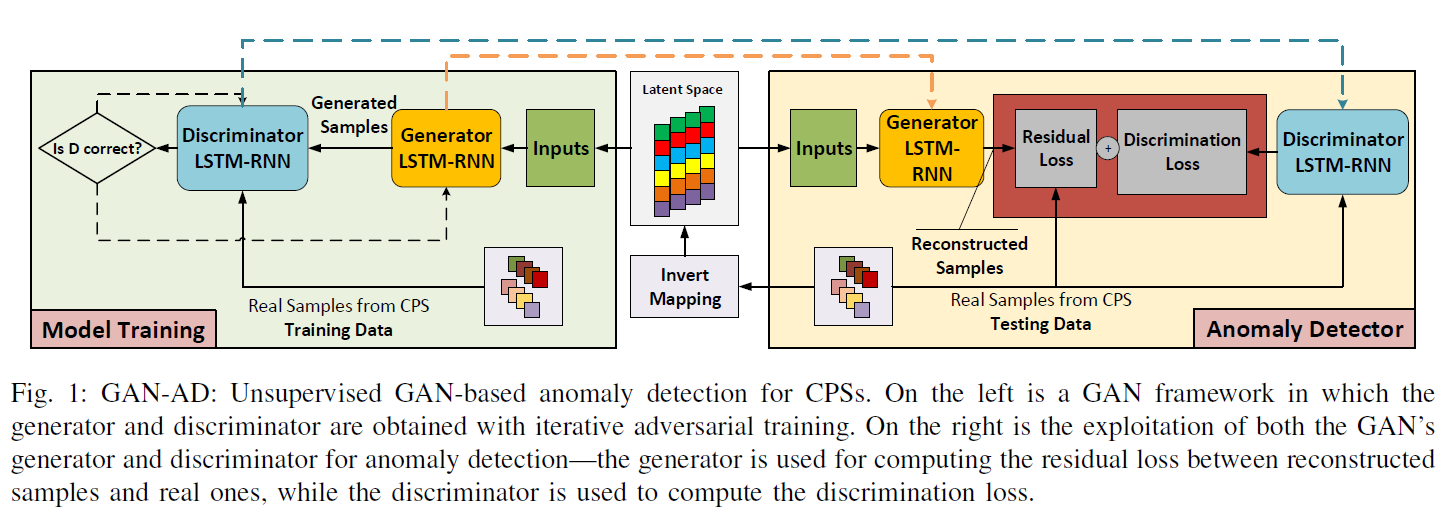 Is D correct?
Discriminator
LSTM-RNN
Generated
Samples
Generator
LSTM-RNN
Inputs
Real Samples from CPS
Training Data
Model Training
Latent Space
Invert
Mapping
Inputs
Generator
LSTM-
RNN
Residual
Loss
+
Discrimination
Loss
Discriminator
LSTM-RNN
Reconstructed
Samples
Real Samples from CPS
Testing Data
Anomaly Detector
Fig. 1: GAN-AD: Unsupervised GAN-based anomaly detection for CPSs. On the left is a GAN framework in which the
generator and discriminator are obtained with iterative adversarial training. On the right is the exploitation of both the GAN's
generator and discriminator for anomaly detection—the generator is used for computing the residual loss between reconstructed
samples and real ones, while the discriminator is used to compute the discrimination loss.